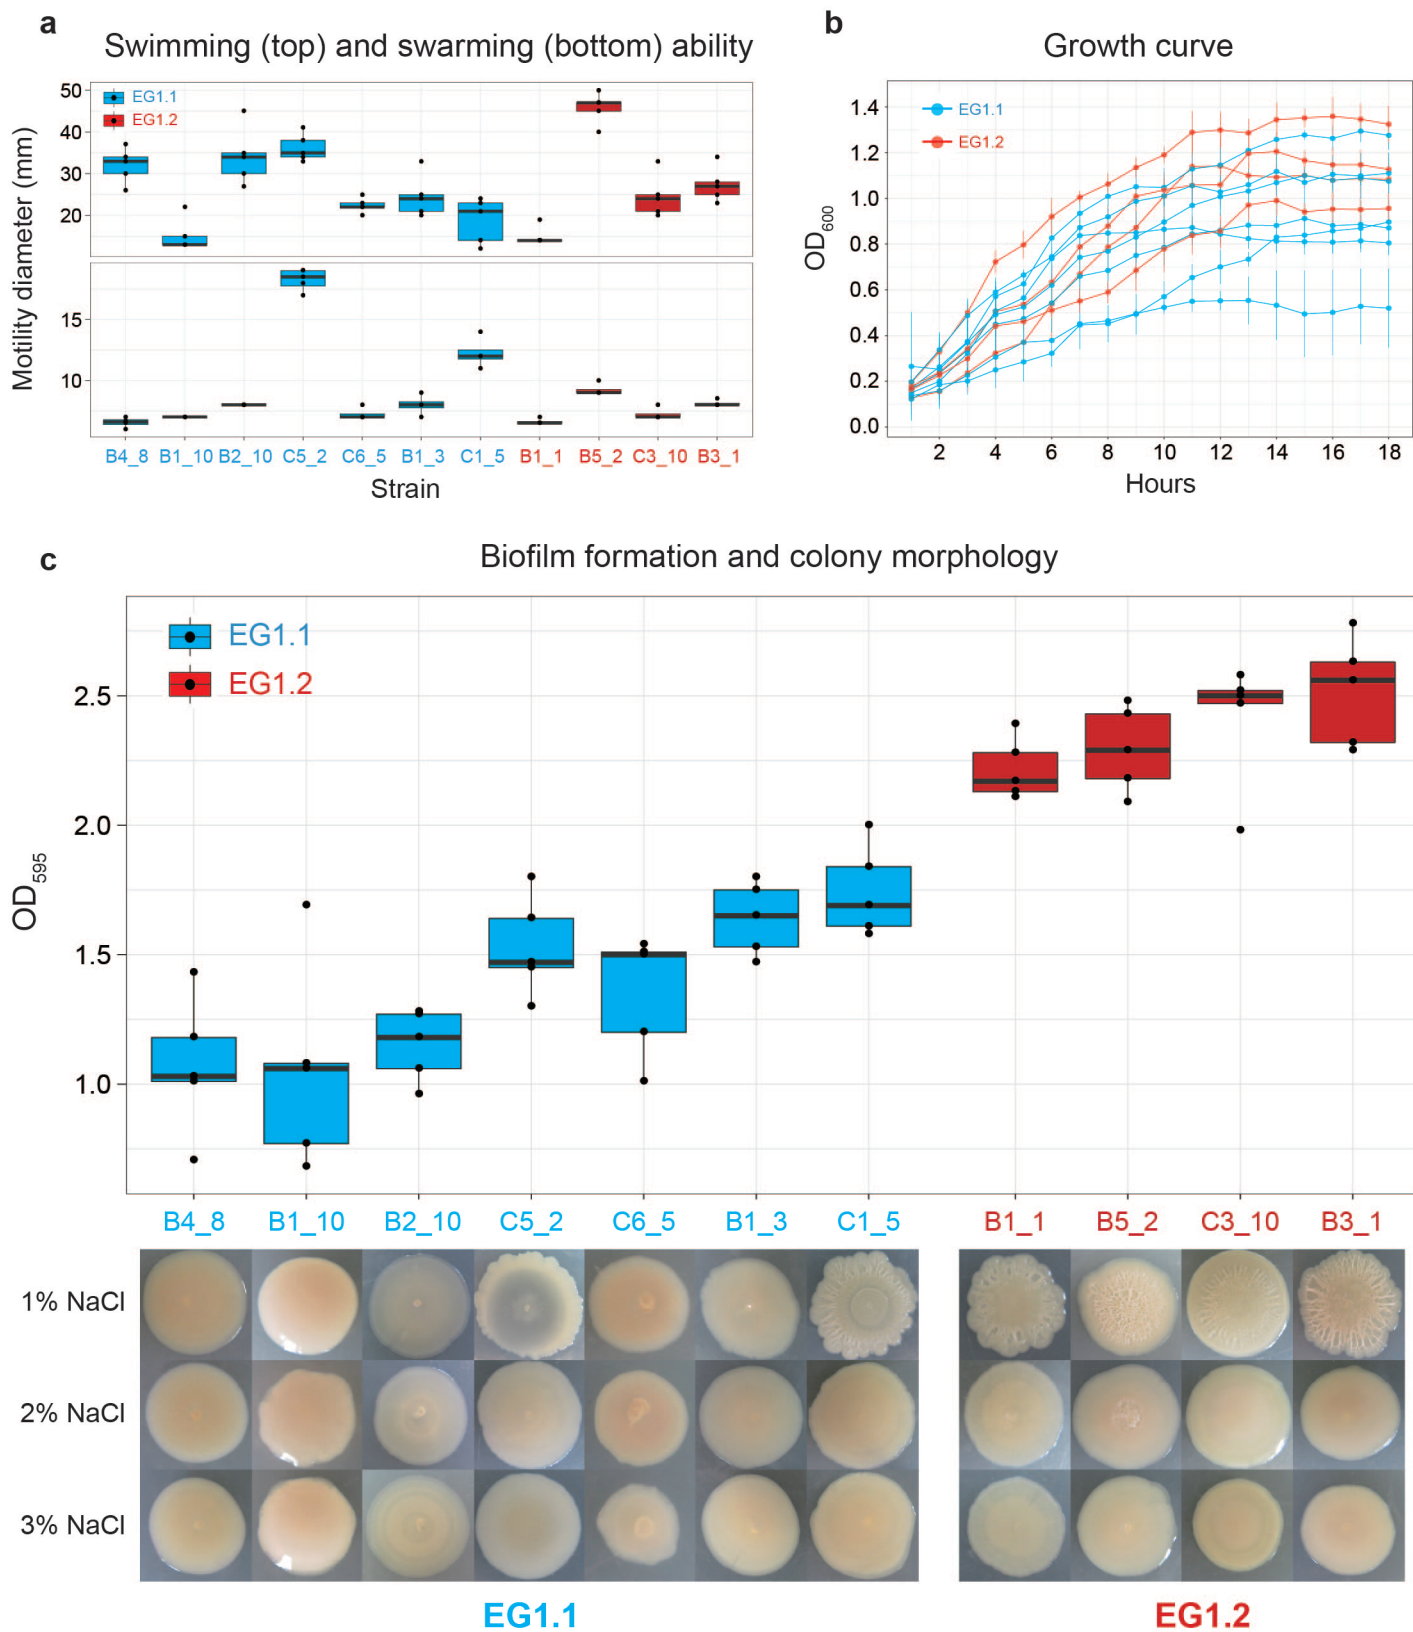 a
Swimming (top) and swarming (bottom) ability
Motility diameter (mm)
50
40
30
20
15
10
EG1.1
EG1.2
B4_8 B1_10 B2_10 C5_2 C6_5 B1_3 C1_5 B1_1 B5_2 C3_10 B3_1
Strain
b
Growth curve
OD600
1.4
1.2
1.0
0.8
0.6
0.4
0.2
0.0
EG1.1
EG1.2
2 4 6 8 10 12 14 16 18
Hours
c
Biofilm formation and colony morphology
OD595
2.5
2.0
1.5
1.0
EG1.1
EG1.2
B4_8 B1_10 B2_10 C5_2 C6_5 B1_3 C1_5 B1_1 B5_2 C3_10 B3_1
1% NaCl
2% NaCl
3% NaCl
EG1.1 EG1.2